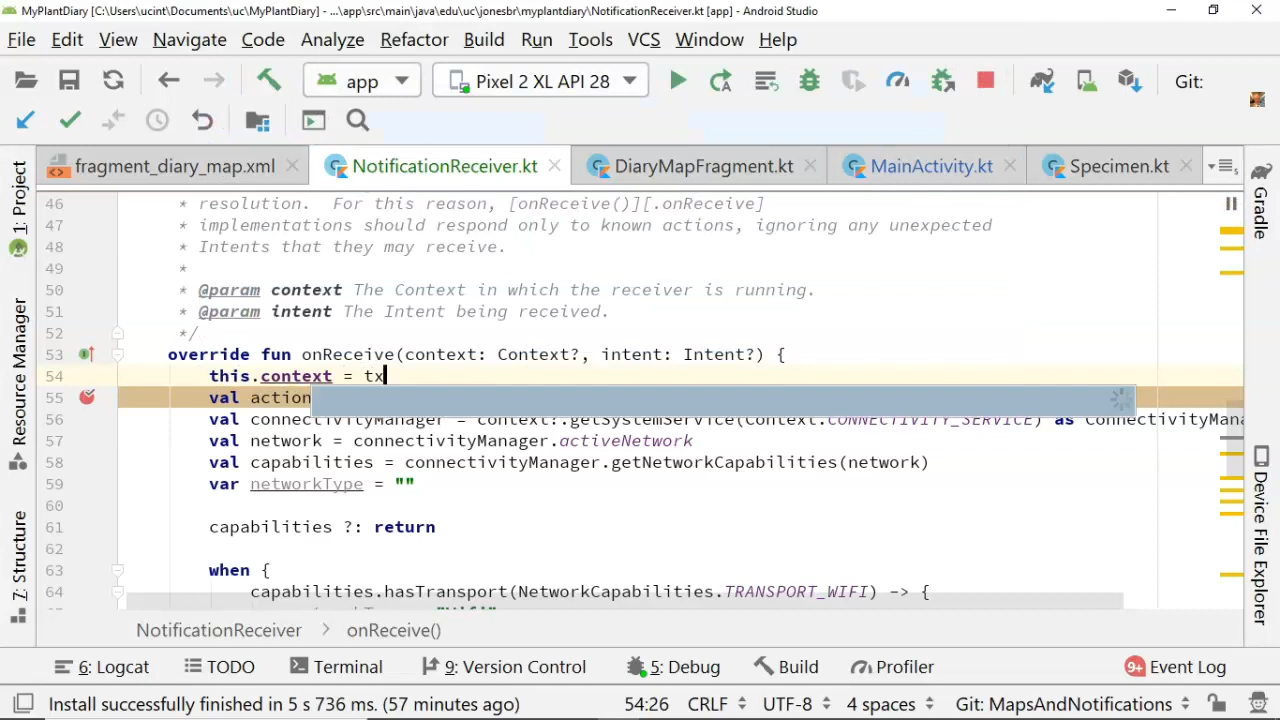 MyPlantDiary [C:\Users\ucint\Documents\uc\MyPlantDiary] - ...\app\src\main\java\edu\uc\jonesbr\myplantdiary\NotificationReceiver.kt [app] - Android Studio
File Edit View Navigate Code Analyze Refactor Build Run Tools VCS Window Help
app Pixel 2 XL API 28 Git:
fragment_diary_map.xml NotificationReceiver.kt DiaryMapFragment.kt MainActivity.kt Specimen.kt
1: Project
Resource Manager
7: Structure
Gradle
Device File Explorer
46 * resolution.  For this reason, [onReceive()][.onReceive]
47 * implementations should respond only to known actions, ignoring any unexpected
48 * Intents that they may receive.
49 *
50 * @param context The Context in which the receiver is running.
51 * @param intent The Intent being received.
52 */
53 override fun onReceive(context: Context?, intent: Intent?) {
54 this.context = tx
55 val action
56 val connectivityManager = context!!.getSystemService(Context.CONNECTIVITY_SERVICE) as ConnectivityMana
57 val network = connectivityManager.activeNetwork
58 val capabilities = connectivityManager.getNetworkCapabilities(network)
59 var networkType = ""
60
61 capabilities ?: return
62
63 when {
64 capabilities.hasTransport(NetworkCapabilities.TRANSPORT_WIFI) -> {
NotificationReceiver > onReceive()
6: Logcat TODO Terminal 9: Version Control 5: Debug Build Profiler 9+ Event Log
Install successfully finished in 5 s 736 ms. (57 minutes ago) 54:26 CRLF UTF-8 4 spaces Git: MapsAndNotifications